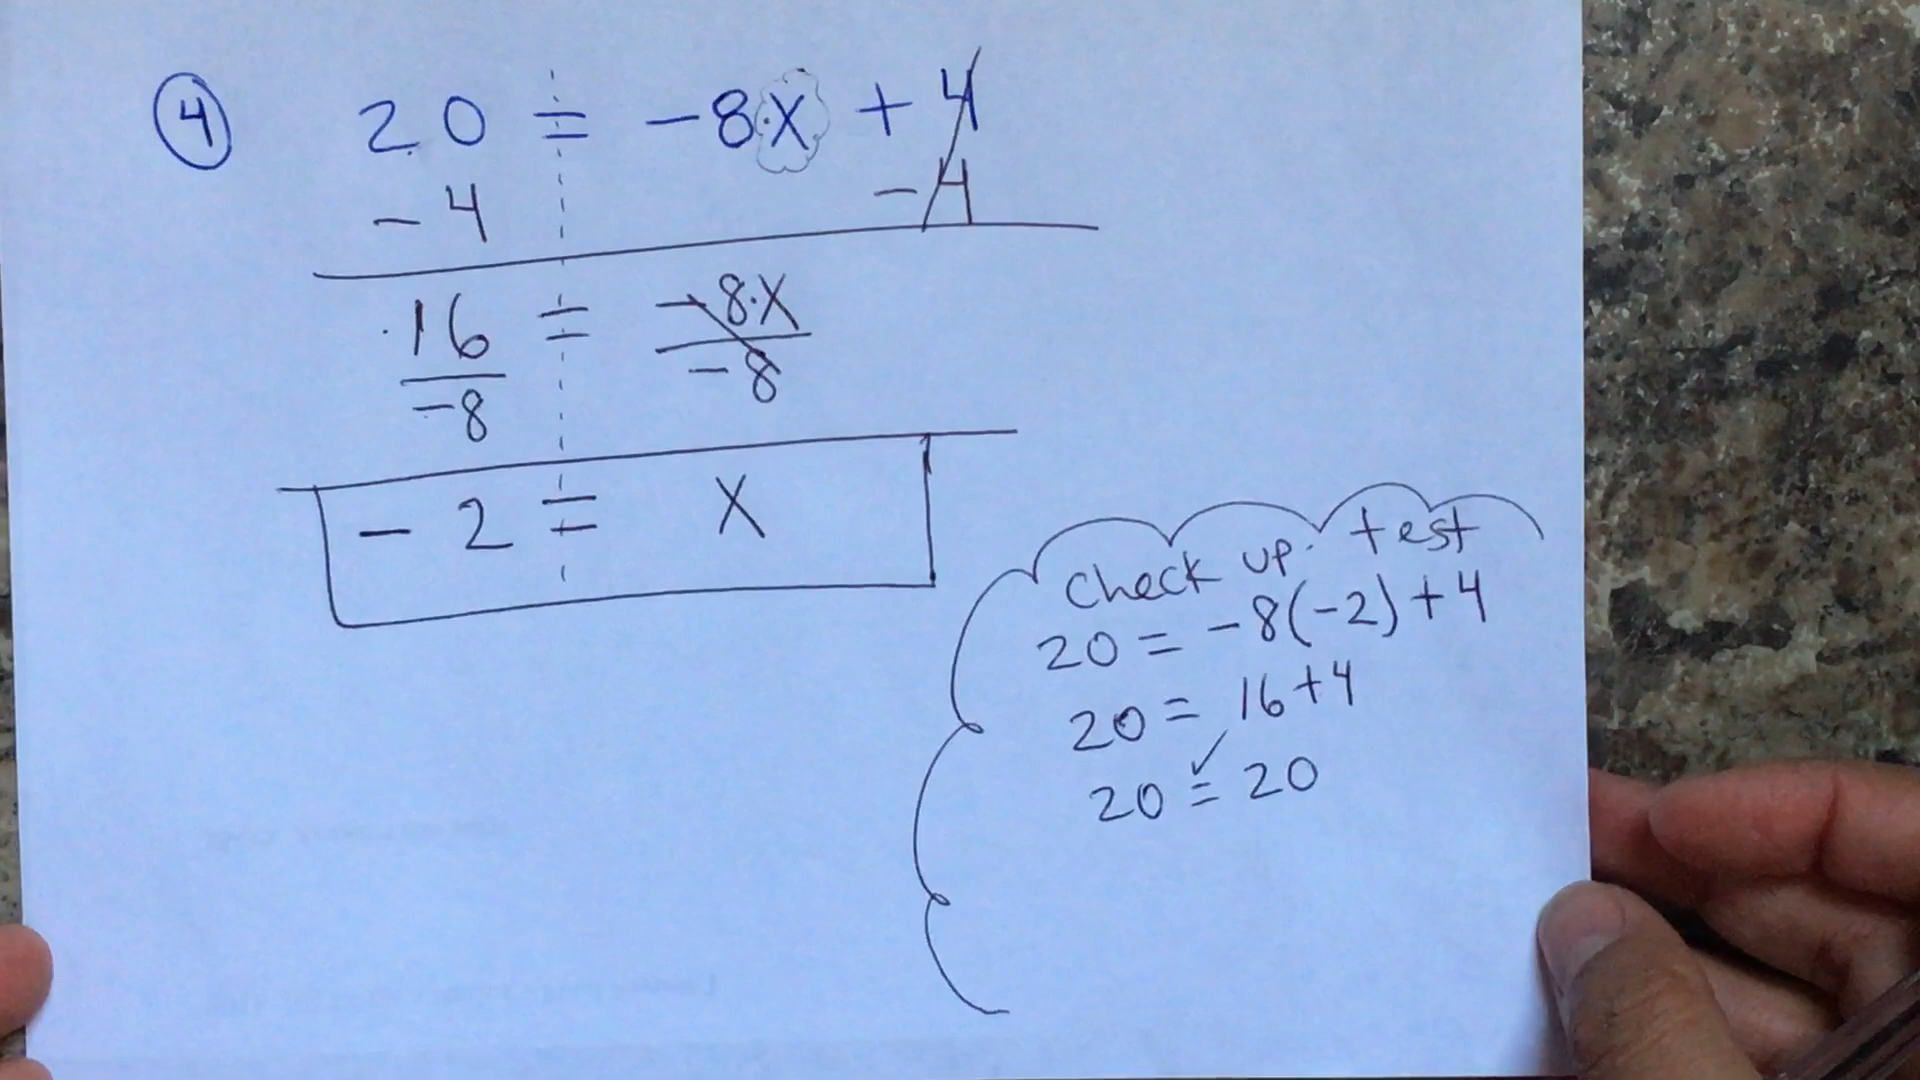 4 20 = -8·x + 4
- 4 - 4
16 = -8·x
-8 -8
- 2 = x
Check up test
20 = -8(-2)+4
20 = 16+4
20 = 20 ✓